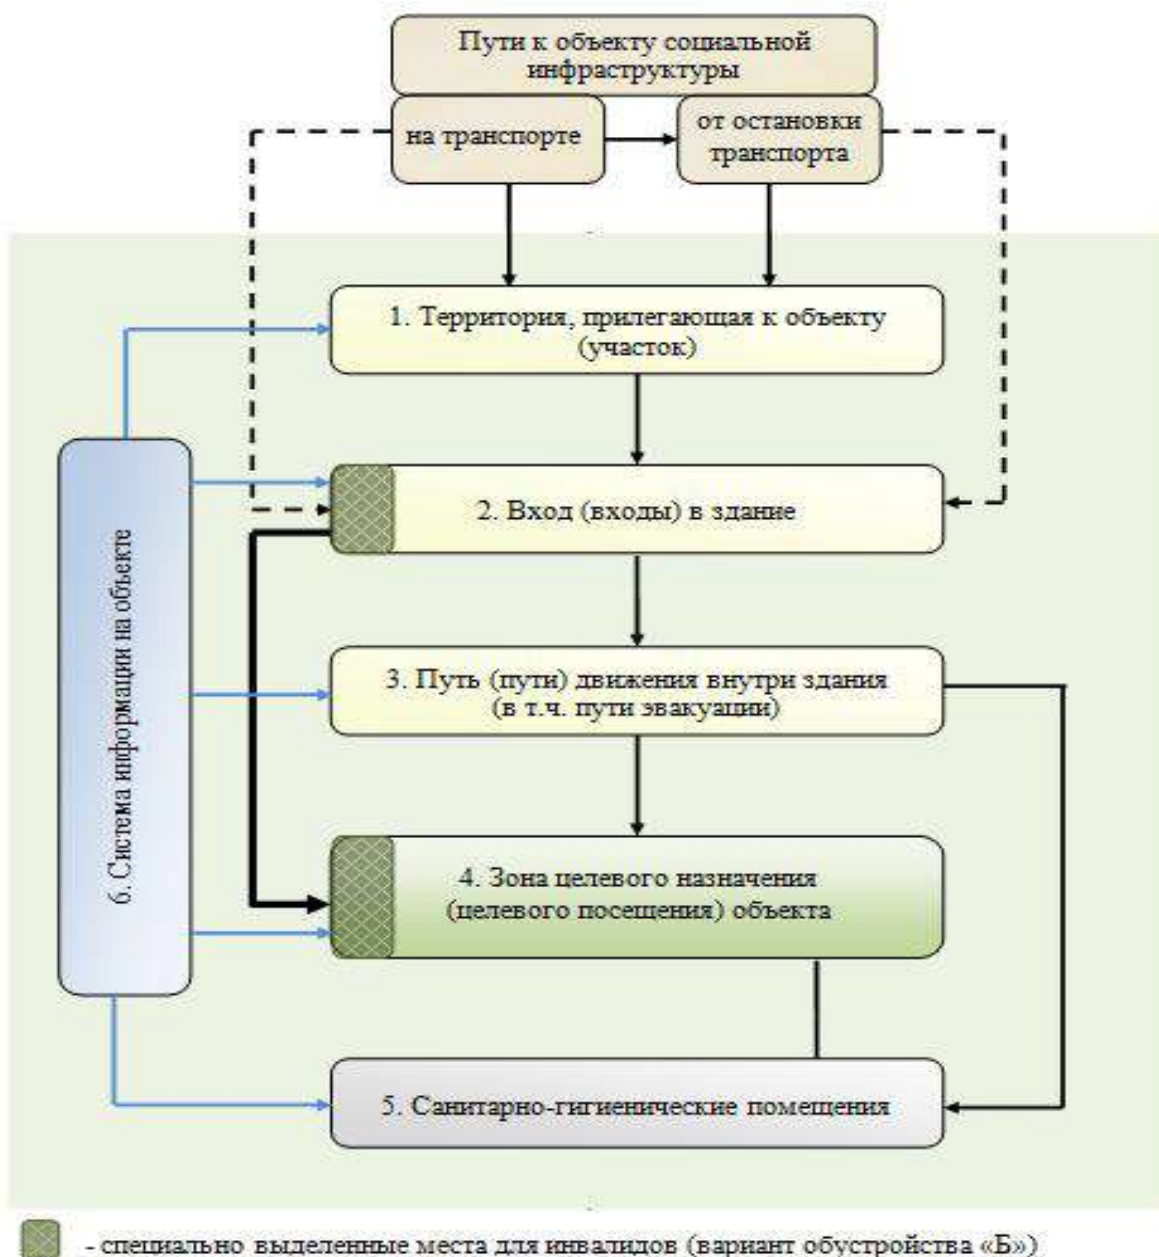 Пути к объекту социальной
инфраструктуры
на транспорте
от остановки
транспорта
1. Территория, прилегающая к объекту
(участок)
2. Вход (входы) в здание
3. Путь (пути) движения внутри здания
(в т.ч. пути эвакуации)
4. Зона целевого назначения
(целевого посещения) объекта
5. Санитарно-гигиенические помещения
6. Система информации на объекте
- специально выделенные места для инвалидов (вариант обустройства «Б»)